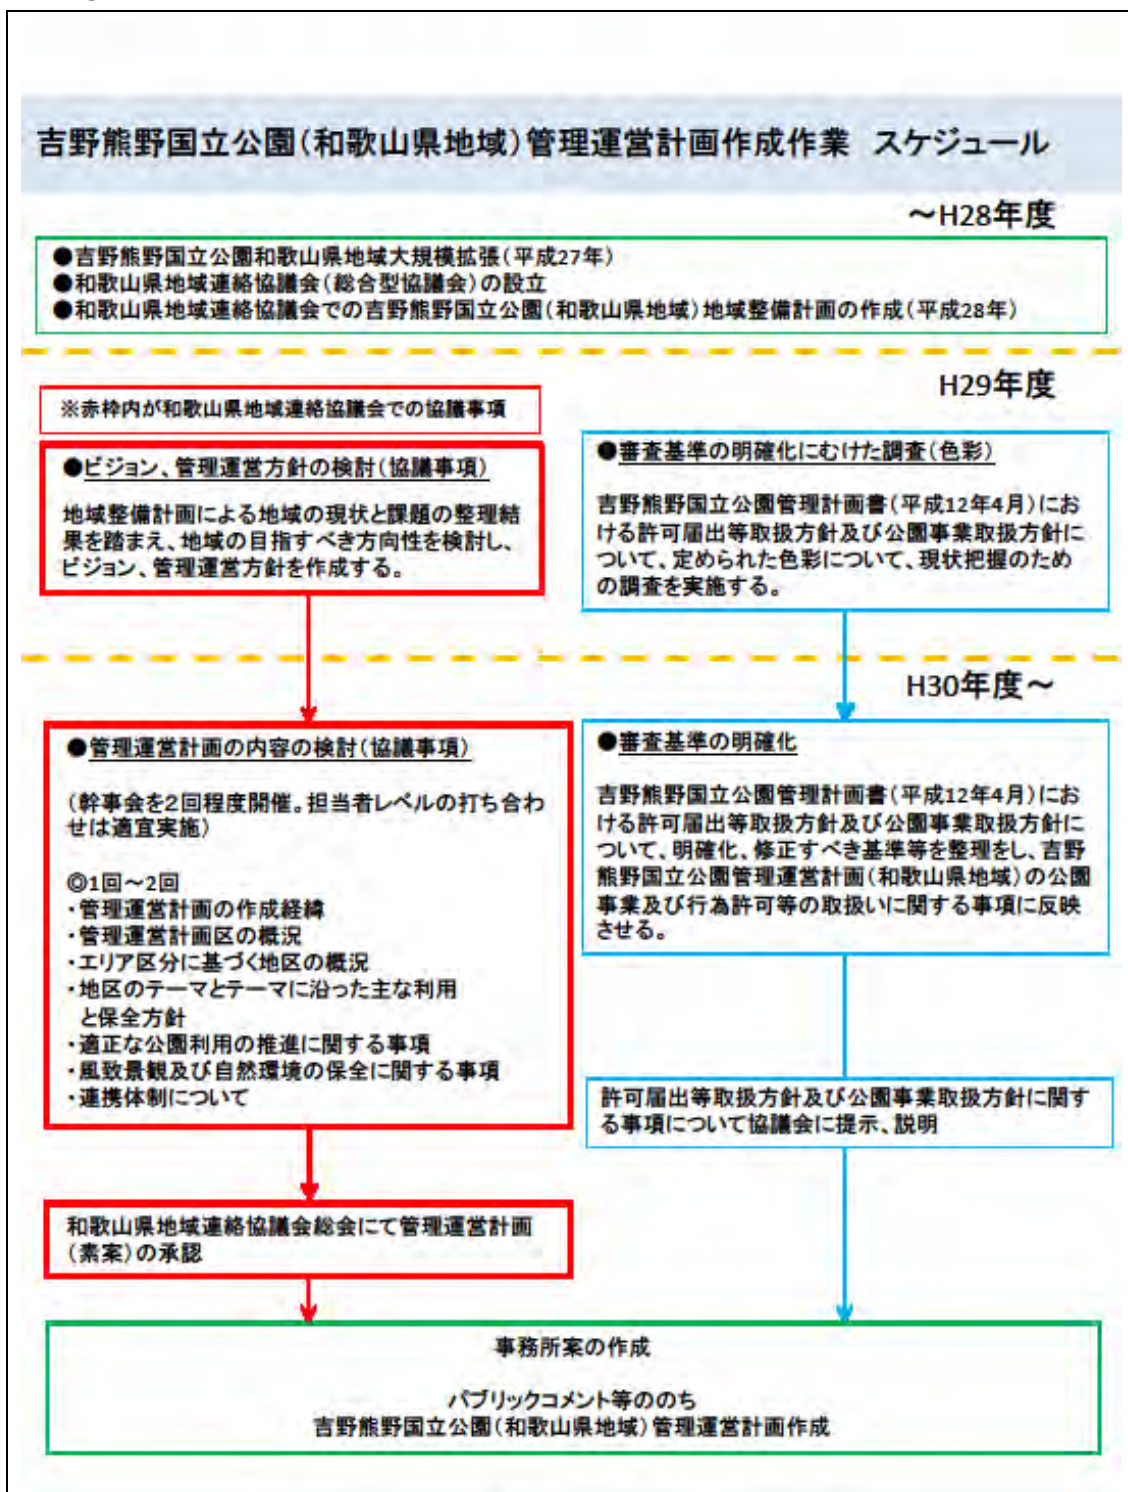 吉野熊野国立公園(和歌山県地域)管理運営計画作成作業 スケジュール
～H28年度
●吉野熊野国立公園和歌山県地域大規模拡張(平成27年)
●和歌山県地域連絡協議会(総合型協議会)の設立
●和歌山県地域連絡協議会での吉野熊野国立公園(和歌山県地域)地域整備計画の作成(平成28年)
H29年度
※赤枠内が和歌山県地域連絡協議会での協議事項
●ビジョン、管理運営方針の検討(協議事項)
地域整備計画による地域の現状と課題の整理結
果を踏まえ、地域の目指すべき方向性を検討し、
ビジョン、管理運営方針を作成する。
●審査基準の明確化にむけた調査(色彩)
吉野熊野国立公園管理計画書(平成12年4月)にお
ける許可届出等取扱方針及び公園事業取扱方針に
ついて、定められた色彩について、現状把握のため
の調査を実施する。
H30年度～
●管理運営計画の内容の検討(協議事項)
(幹事会を2回程度開催。担当者レベルの打ち合わ
せは適宜実施)
◎1回～2回
・管理運営計画の作成経緯
・管理運営計画区の概況
・エリア区分に基づく地区の概況
・地区のテーマとテーマに沿った主な利用
と保全方針
・適正な公園利用の推進に関する事項
・風致景観及び自然環境の保全に関する事項
・連携体制について
●審査基準の明確化
吉野熊野国立公園管理計画書(平成12年4月)にお
ける許可届出等取扱方針及び公園事業取扱方針に
ついて、明確化、修正すべき基準等を整理をし、吉野
熊野国立公園管理運営計画(和歌山県地域)の公園
事業及び行為許可等の取扱いに関する事項に反映
させる。
許可届出等取扱方針及び公園事業取扱方針に関す
る事項について協議会に提示、説明
和歌山県地域連絡協議会総会にて管理運営計画
(素案)の承認
事務所案の作成
パブリックコメント等ののち
吉野熊野国立公園(和歌山県地域)管理運営計画作成